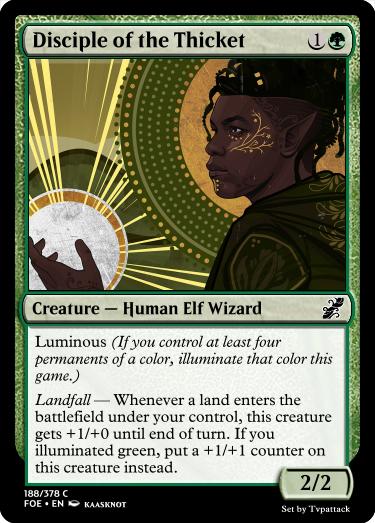 Disciple of the Thicket 1
Creature — Human Elf Wizard
Luminous (If you control at least four
permanents of a color, illuminate that color this
game.)
Landfall — Whenever a land enters the
battlefield under your control, this creature
gets +1/+0 until end of turn. If you
illuminated green, put a +1/+1 counter on
this creature instead.
2/2
188/378 C
FOE • EN KAASKNOT
Set by Tvpattack